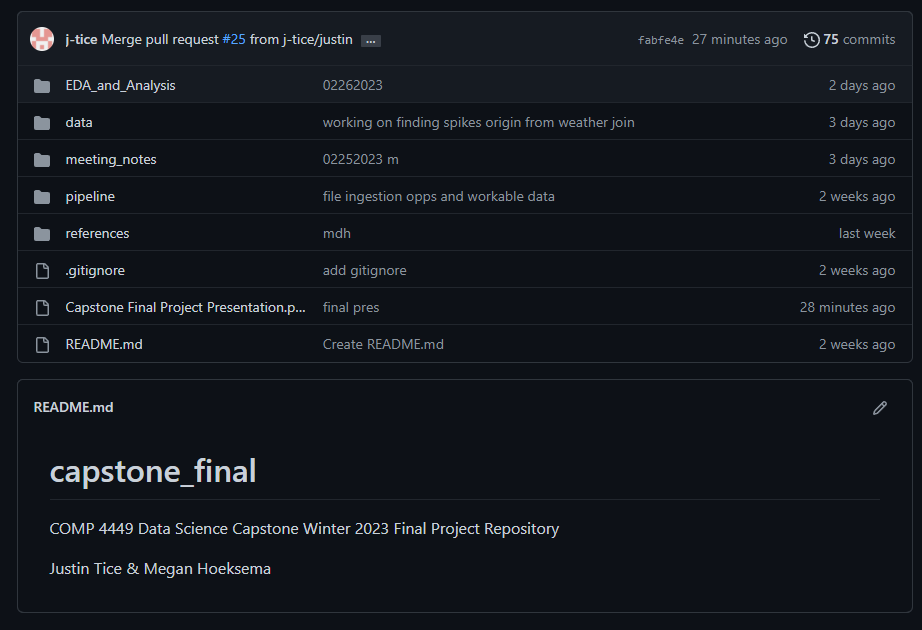 j-tice Merge pull request #25 from j-tice/justin ... fabfe4e 27 minutes ago 75 commits
EDA_and_Analysis 02262023 2 days ago
data working on finding spikes origin from weather join 3 days ago
meeting_notes 02252023 m 3 days ago
pipeline file ingestion opps and workable data 2 weeks ago
references mdh last week
.gitignore add gitignore 2 weeks ago
Capstone Final Project Presentation.p... final pres 28 minutes ago
README.md Create README.md 2 weeks ago
README.md
capstone_final
COMP 4449 Data Science Capstone Winter 2023 Final Project Repository
Justin Tice & Megan Hoeksema